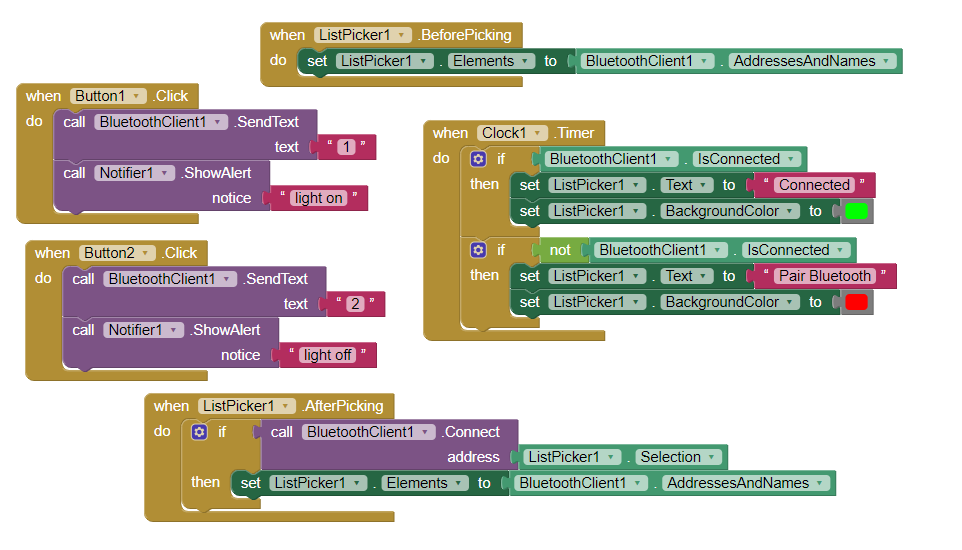 when ListPicker1 .BeforePicking
do set ListPicker1 . Elements to BluetoothClient1 . AddressesAndNames
when Button1 .Click
do call BluetoothClient1 .SendText
text “ 1 ”
call Notifier1 .ShowAlert
notice “ light on ”
when Clock1 .Timer
do if BluetoothClient1 . IsConnected
then set ListPicker1 . Text to “ Connected ”
set ListPicker1 . BackgroundColor to
if not BluetoothClient1 . IsConnected
then set ListPicker1 . Text to “ Pair Bluetooth ”
set ListPicker1 . BackgroundColor to
when Button2 .Click
do call BluetoothClient1 .SendText
text “ 2 ”
call Notifier1 .ShowAlert
notice “ light off ”
when ListPicker1 .AfterPicking
do if call BluetoothClient1 .Connect
address ListPicker1 . Selection
then set ListPicker1 . Elements to BluetoothClient1 . AddressesAndNames